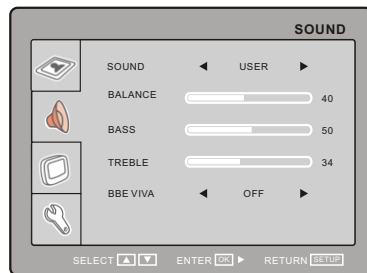 SOUND
SOUND ◀ USER ▶
BALANCE 40
BASS 50
TREBLE 34
BBE VIVA ◀ OFF ▶
SELECT ▲ ▼ ENTER OK ▶ RETURN SETUP